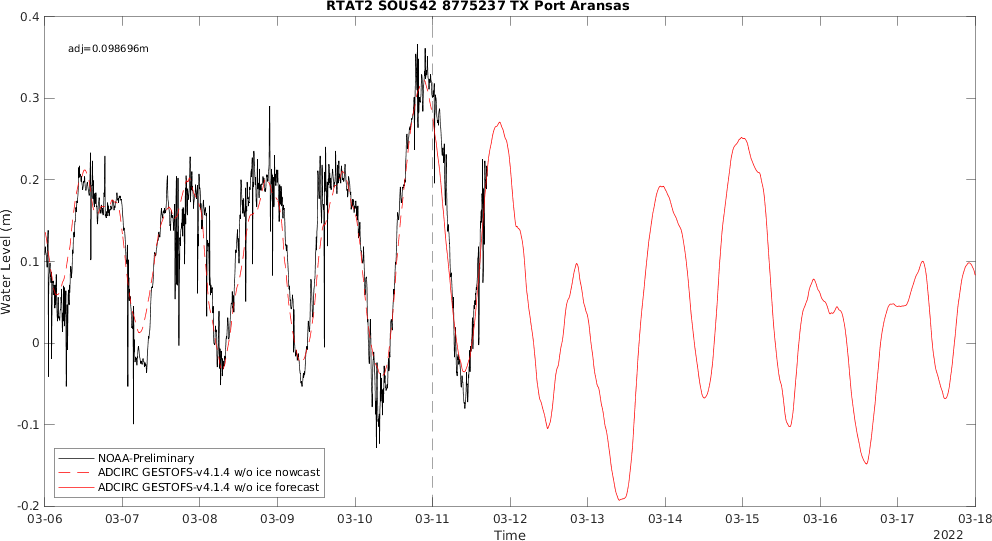 RTAT2 SOUS42 8775237 TX Port Aransas
adj=0.098696m
Water Level (m)
0.4
0.3
0.2
0.1
0
-0.1
-0.2
NOAA-Preliminary
ADCIRC GESTOFS-v4.1.4 w/o ice nowcast
ADCIRC GESTOFS-v4.1.4 w/o ice forecast
03-06 03-07 03-08 03-09 03-10 03-11 03-12 03-13 03-14 03-15 03-16 03-17 03-18
Time
2022